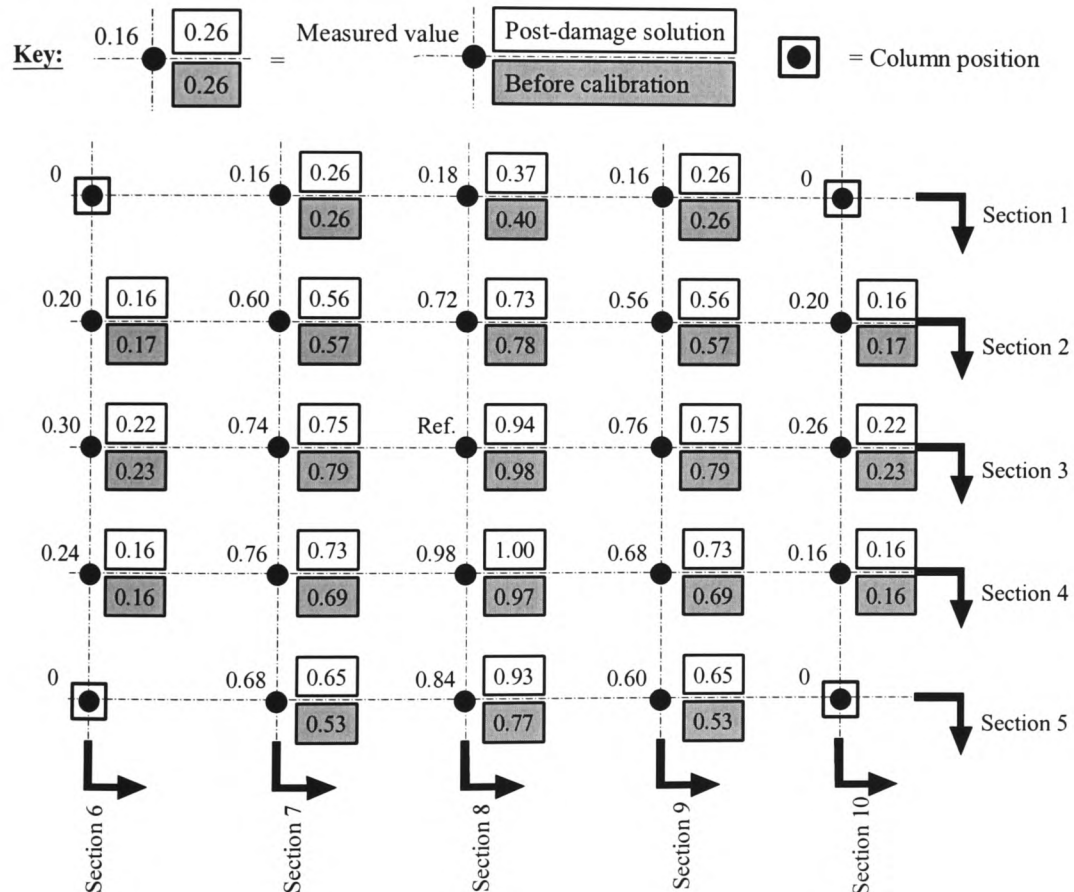 Key: 0.16 0.26 = Measured value Post-damage solution = Column position
0.26 Before calibration
0 0.16 0.26 0.18 0.37 0.16 0.26 0
0.26 0.40 0.26 Section 1
0.20 0.16 0.60 0.56 0.72 0.73 0.56 0.56 0.20 0.16
0.17 0.57 0.78 0.57 0.17 Section 2
0.30 0.22 0.74 0.75 Ref. 0.94 0.76 0.75 0.26 0.22
0.23 0.79 0.98 0.79 0.23 Section 3
0.24 0.16 0.76 0.73 0.98 1.00 0.68 0.73 0.16 0.16
0.16 0.69 0.97 0.69 0.16 Section 4
0 0.68 0.65 0.84 0.93 0.60 0.65 0
0.53 0.77 0.53 Section 5
Section 6 Section 7 Section 8 Section 9 Section 10